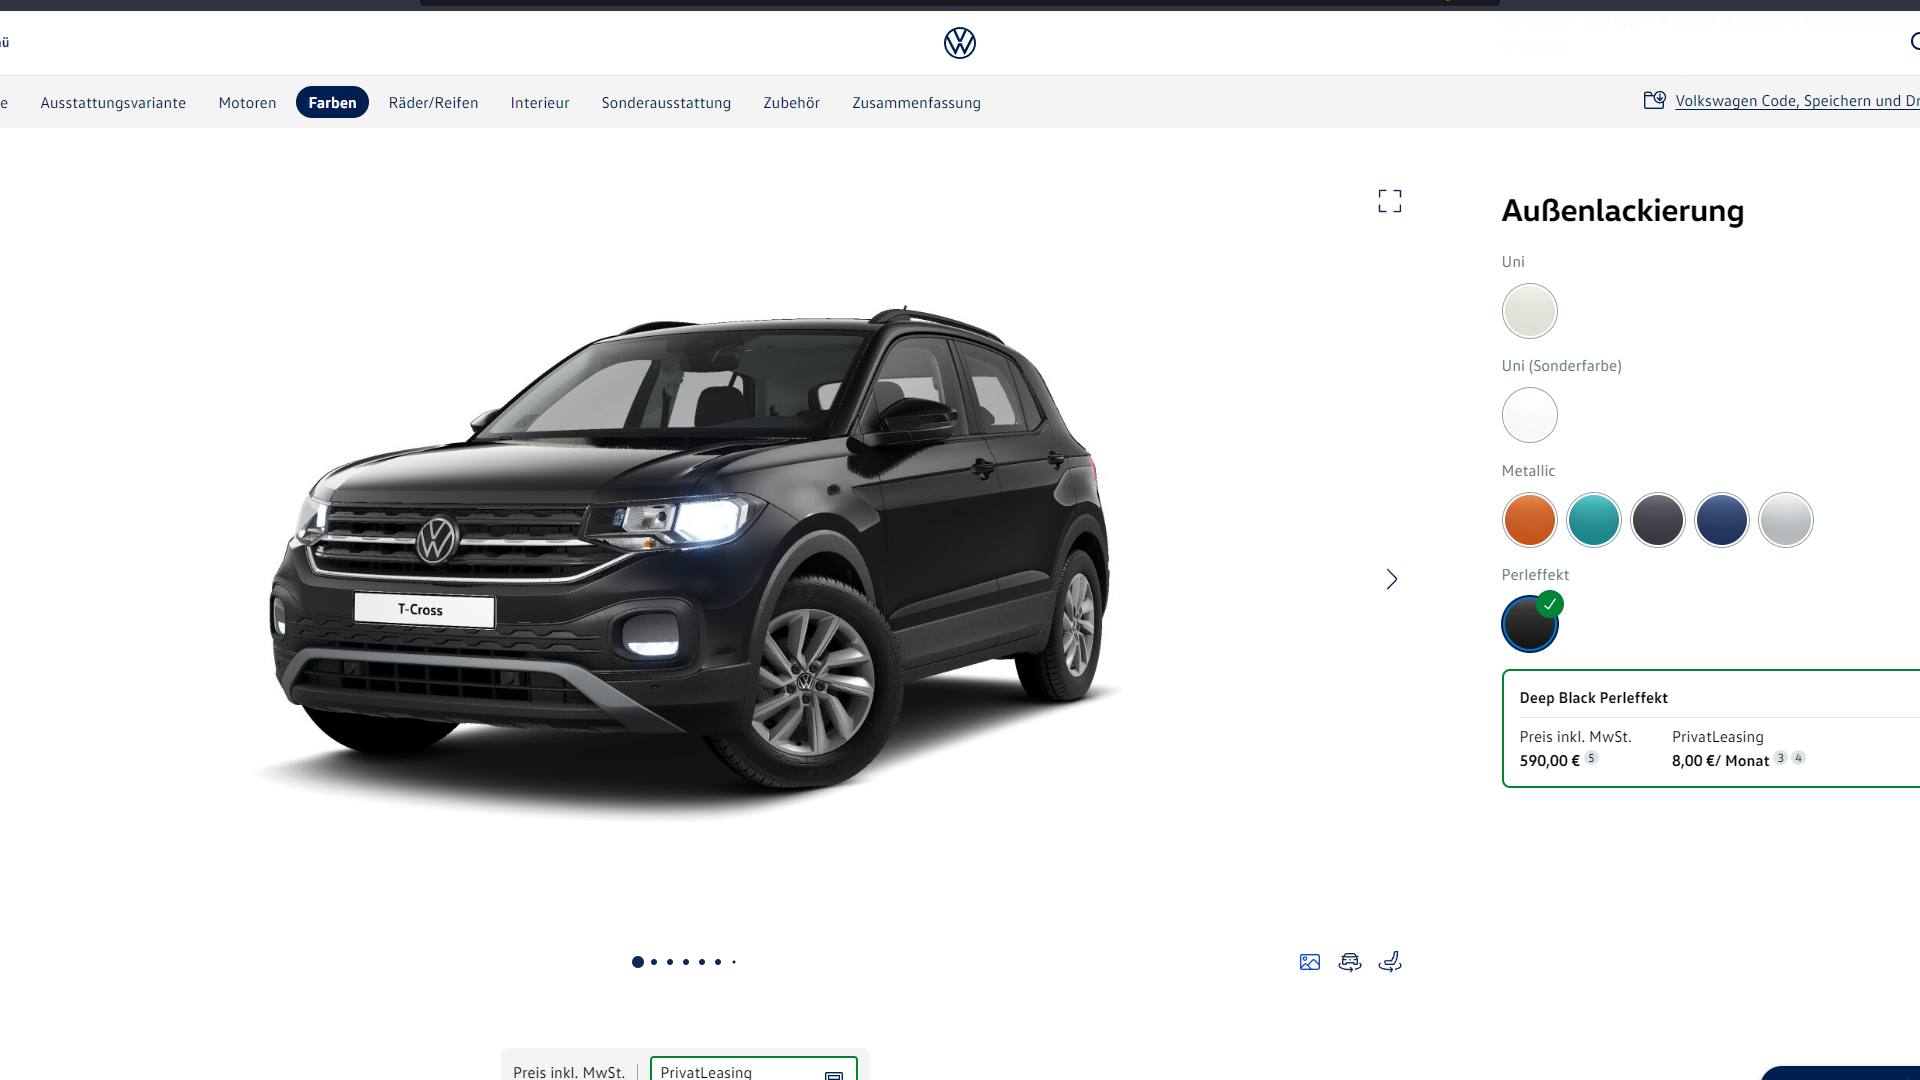 Ausstattungsvariante Motoren Farben Räder/Reifen Interieur Sonderausstattung Zubehör Zusammenfassung
Volkswagen Code, Speichern und
T-Cross
Außenlackierung
Uni
Uni (Sonderfarbe)
Metallic
Perleffekt
Deep Black Perleffekt
Preis inkl. MwSt. PrivatLeasing
590,00 € 5 8,00 €/ Monat 3 4
Preis inkl. MwSt. PrivatLeasing